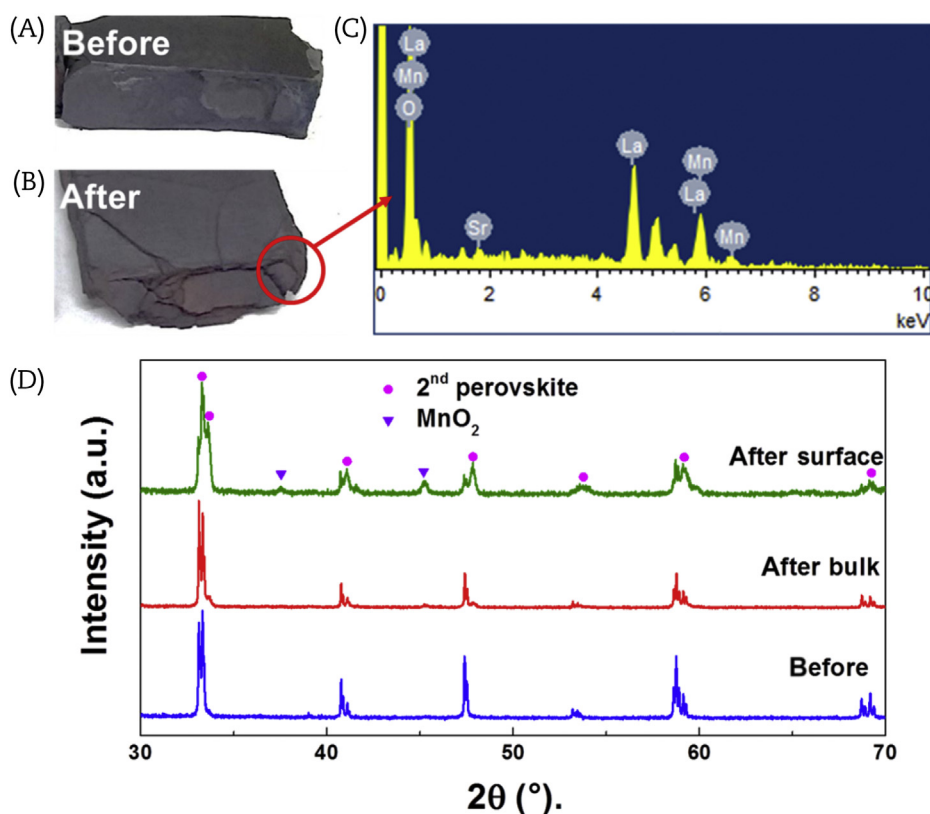 (A)
Before
(B)
After
(C)
La
Mn
O
Sr
La
Mn
La
Mn
0
2
4
6
8
10
keV
(D)
2nd perovskite
MnO2
After surface
After bulk
Before
Intensity (a.u.)
30
40
50
60
70
2θ (°).